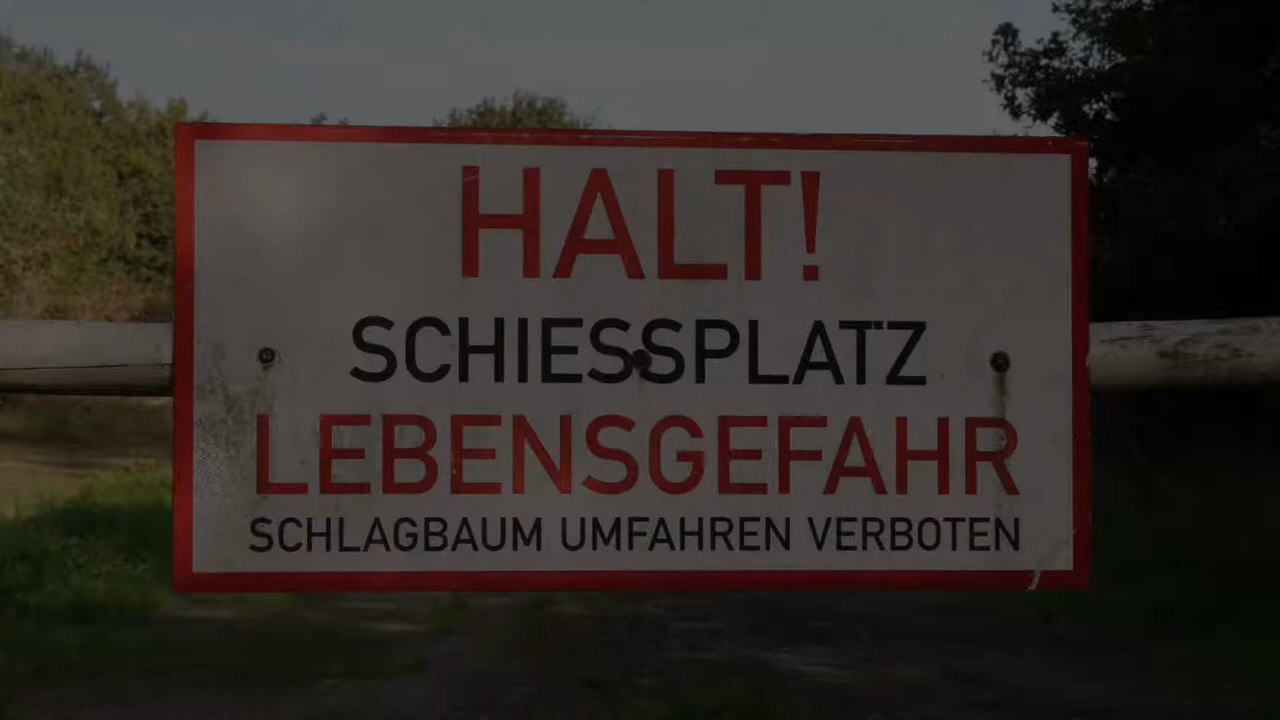 HALT!
SCHIESSPLATZ
LEBENSGEFAHR
SCHLAGBAUM UMFAHREN VERBOTEN